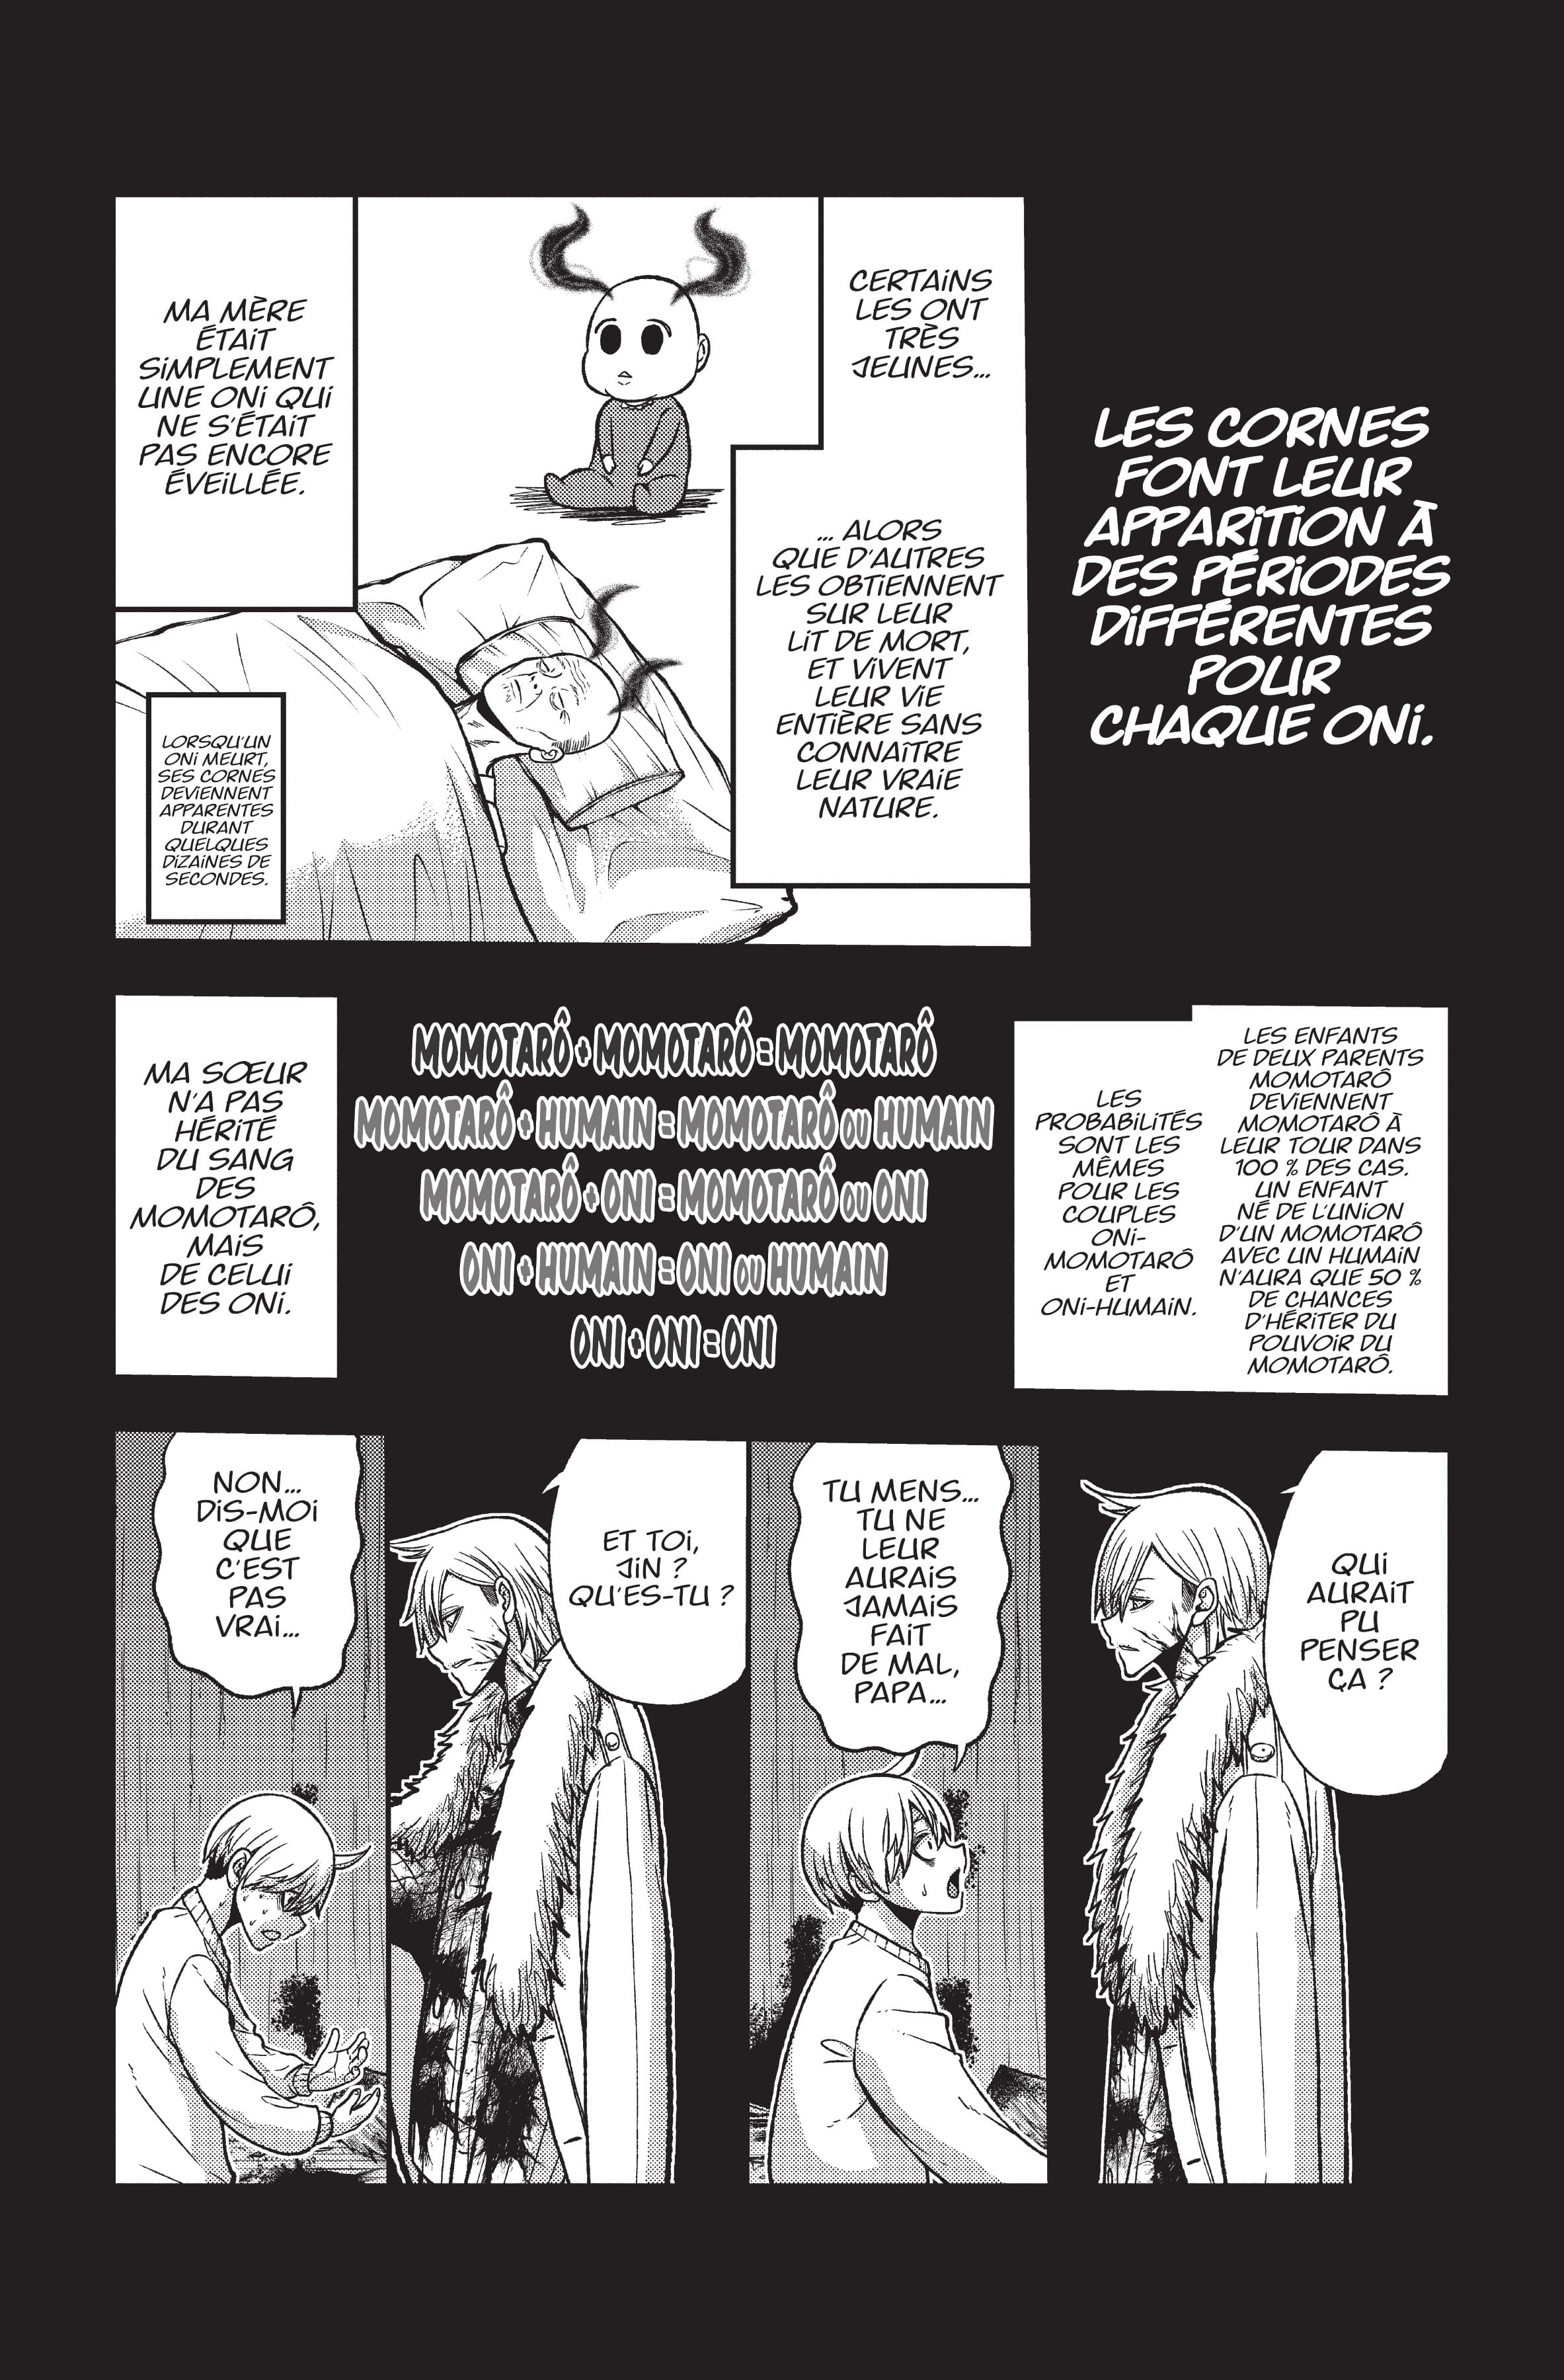 LES CORNES
FONT LEUR
APPARITION À
DES PÉRIODES
DIFFÉRENTES
POUR
CHAQUE ONI.
CERTAINS
LES ONT
TRÈS
JEUNES...
... ALORS
QUE D'AUTRES
LES OBTIENNENT
SUR LEUR
LIT DE MORT,
ET VIVENT
LEUR VIE
ENTIÈRE SANS
CONNAÎTRE
LEUR VRAIE
NATURE.
MA MÈRE
ÉTAIT
SIMPLEMENT
UNE ONI QUI
NE S'ÉTAIT
PAS ENCORE
ÉVEILLÉE.
LORSQU'UN
ONI MEURT,
SES CORNES
DEVIENNENT
APPARENTES
DURANT
QUELQUES
DIZAINES DE
SECONDES.
LES ENFANTS
DE DEUX PARENTS
MOMOTARÔ
DEVIENNENT
MOMOTARÔ À
LEUR TOUR DANS
100 % DES CAS.
UN ENFANT
NÉ DE L'UNION
D'UN MOMOTARÔ
AVEC UN HUMAIN
N'AURA QUE 50 %
DE CHANCES
D'HÉRITER DU
POUVOIR DU
MOMOTARÔ.
LES
PROBABILITÉS
SONT LES
MÊMES
POUR LES
COUPLES
ONI-
MOMOTARÔ
ET
ONI-HUMAIN.
MOMOTARÔ + MOMOTARÔ = MOMOTARÔ
MOMOTARÔ + HUMAIN = MOMOTARÔ OU HUMAIN
MOMOTARÔ + ONI = MOMOTARÔ OU ONI
ONI + HUMAIN = ONI OU HUMAIN
ONI + ONI = ONI
MA SŒUR
N'A PAS
HÉRITÉ
DU SANG
DES
MOMOTARÔ,
MAIS
DE CELUI
DES ONI.
QUI
AURAIT
PU
PENSER
ÇA ?
TU MENS...
TU NE
LEUR
AURAIS
JAMAIS
FAIT
DE MAL,
PAPA...
ET TOI,
JIN ?
QU'ES-TU ?
NON...
DIS-MOI
QUE
C'EST
PAS
VRAI...